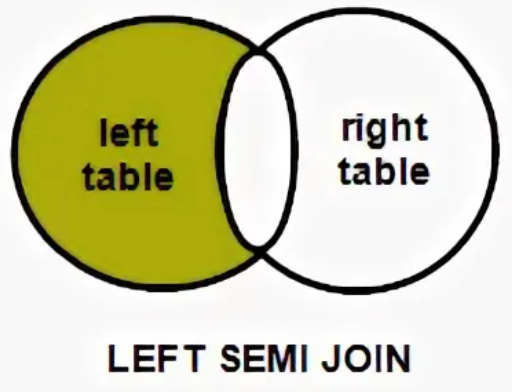 left
table
right
table
LEFT SEMI JOIN